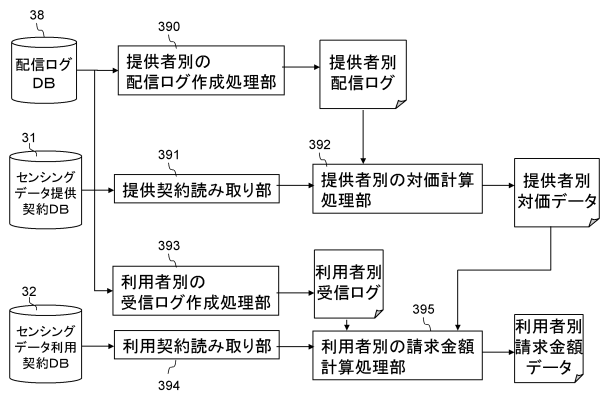 38
配信ログ
DB
390
提供者別の
配信ログ作成処理部
提供者別
配信ログ
31
センシング
データ提供
契約DB
391
提供契約読み取り部
392
提供者別の対価計算
処理部
提供者別
対価データ
393
利用者別の
受信ログ作成処理部
利用者別
受信ログ
32
センシング
データ利用
契約DB
利用契約読み取り部
394
395
利用者別の請求金額
計算処理部
利用者別
請求金額
データ